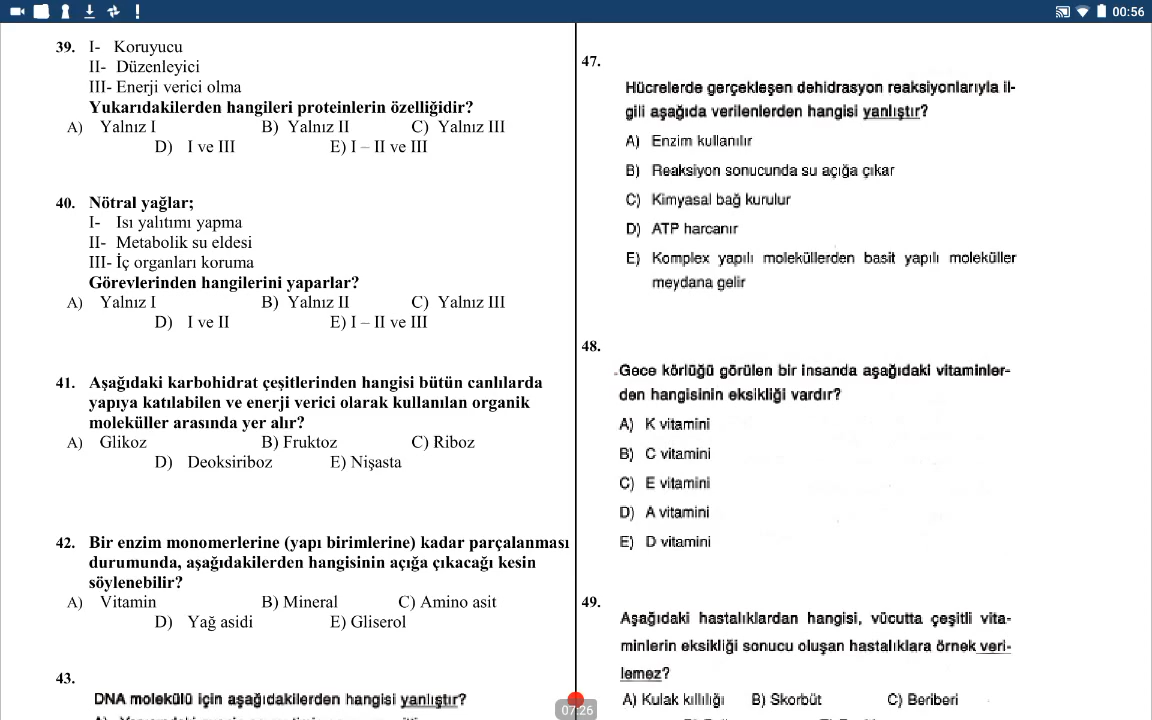 00:56
39. I- Koruyucu
II- Düzenleyici
III- Enerji verici olma
Yukarıdakilerden hangileri proteinlerin özelliğidir?
A) Yalnız I B) Yalnız II C) Yalnız III
D) I ve III E) I – II ve III
40. Nötral yağlar;
I- Isı yalıtımı yapma
II- Metabolik su eldesi
III- İç organları koruma
Görevlerinden hangilerini yaparlar?
A) Yalnız I B) Yalnız II C) Yalnız III
D) I ve II E) I – II ve III
41. Aşağıdaki karbohidrat çeşitlerinden hangisi bütün canlılarda
yapıya katılabilen ve enerji verici olarak kullanılan organik
moleküller arasında yer alır?
A) Glikoz B) Fruktoz C) Riboz
D) Deoksiriboz E) Nişasta
42. Bir enzim monomerlerine (yapı birimlerine) kadar parçalanması
durumunda, aşağıdakilerden hangisinin açığa çıkacağı kesin
söylenebilir?
A) Vitamin B) Mineral C) Amino asit
D) Yağ asidi E) Gliserol
43.
DNA molekülü için aşağıdakilerden hangisi yanlıştır?
47.
Hücrelerde gerçekleşen dehidrasyon reaksiyonlarıyla il-
gili aşağıda verilenlerden hangisi yanlıştır?
A) Enzim kullanılır
B) Reaksiyon sonucunda su açığa çıkar
C) Kimyasal bağ kurulur
D) ATP harcanır
E) Komplex yapılı moleküllerden basit yapılı moleküller
meydana gelir
48.
Gece körlüğü görülen bir insanda aşağıdaki vitaminler-
den hangisinin eksikliği vardır?
A) K vitamini
B) C vitamini
C) E vitamini
D) A vitamini
E) D vitamini
49.
Aşağıdaki hastalıklardan hangisi, vücutta çeşitli vita-
minlerin eksikliği sonucu oluşan hastalıklara örnek veri-
lemez?
A) Kulak kıllılığı B) Skorbüt C) Beriberi
07:26